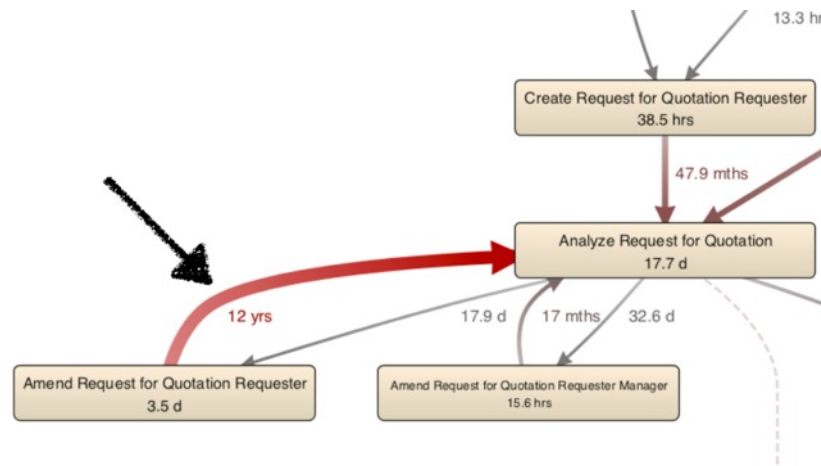 13.3 hr
Create Request for Quotation Requester
38.5 hrs
47.9 mths
Analyze Request for Quotation
17.7 d
12 yrs
17.9 d
17 mths
32.6 d
Amend Request for Quotation Requester
3.5 d
Amend Request for Quotation Requester Manager
15.6 hrs